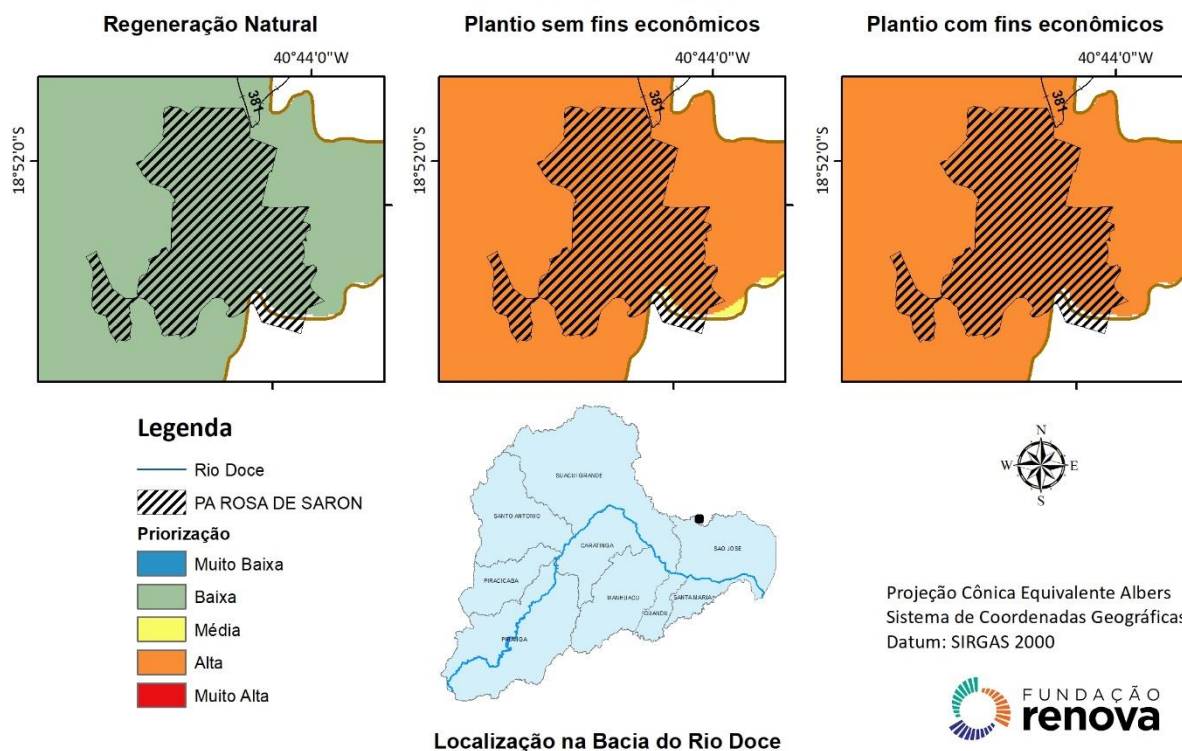 Regeneração Natural
Plantio sem fins econômicos
Plantio com fins econômicos
40°44'0"W
40°44'0"W
40°44'0"W
18°52'0"S
18°52'0"S
18°52'0"S
381
381
381
Legenda
Rio Doce
PA ROSA DE SARON
Priorização
Muito Baixa
Baixa
Média
Alta
Muito Alta
SUACUI GRANDE
SANTO ANTONIO
CARATINGA
SAO JOSE
PIRACICABA
MANHUACU
GUANDU
SANTA MARIA
PIRANGA
Localização na Bacia do Rio Doce
N
W
E
S
Projeção Cônica Equivalente Albers
Sistema de Coordenadas Geográficas
Datum: SIRGAS 2000
FUNDAÇÃO
renova